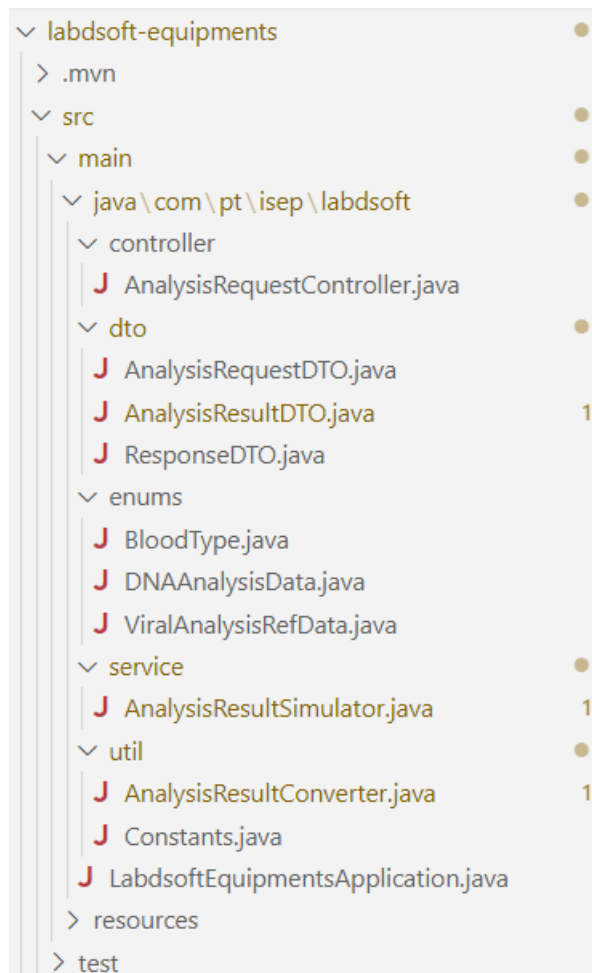 labdsoft-equipments
.mvn
src
main
java\com\pt\isep\labdsoft
controller
J AnalysisRequestController.java
dto
J AnalysisRequestDTO.java
J AnalysisResultDTO.java 1
J ResponseDTO.java
enums
J BloodType.java
J DNAAnalysisData.java
J ViralAnalysisRefData.java
service
J AnalysisResultSimulator.java 1
util
J AnalysisResultConverter.java 1
J Constants.java
J LabdsoftEquipmentsApplication.java
resources
test